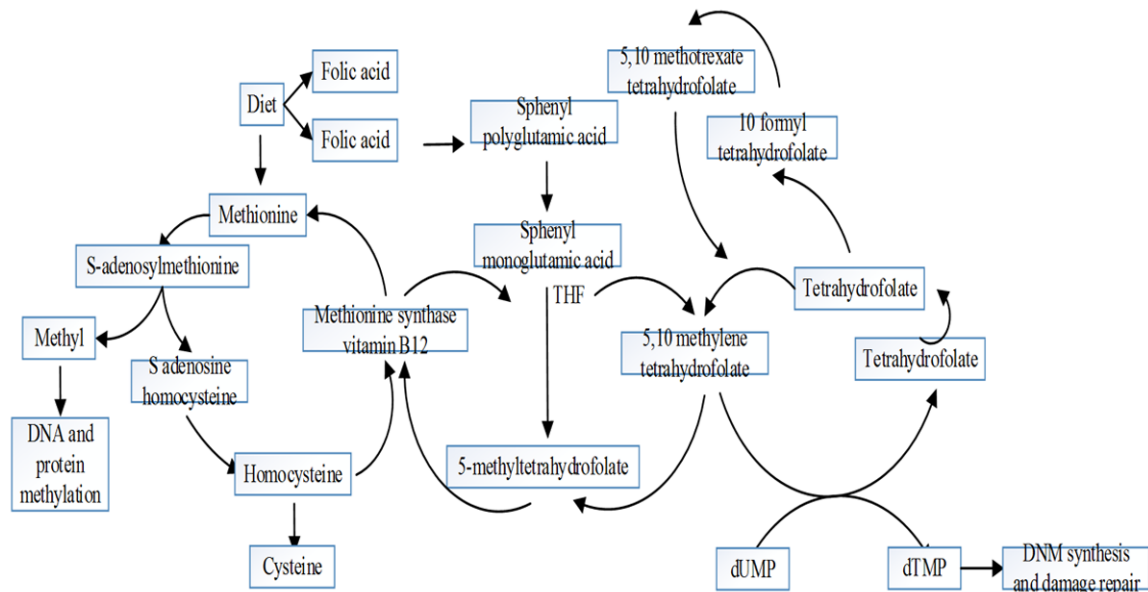 Folic acid
Diet
Folic acid
Methionine
S-adenosylmethionine
Methyl
S adenosine
homocysteine
DNA and
protein
methylation
Homocysteine
Cysteine
Methionine synthase
vitamin B12
Sphenyl
polyglutamic acid
Sphenyl
monoglutamic acid
THF
5-methyltetrahydrofolate
5,10 methotrexate
tetrahydrofolate
10 formyl
tetrahydrofolate
Tetrahydrofolate
5,10 methylene
tetrahydrofolate
Tetrahydrofolate
dUMP
dTMP
DNM synthesis
and damage repair